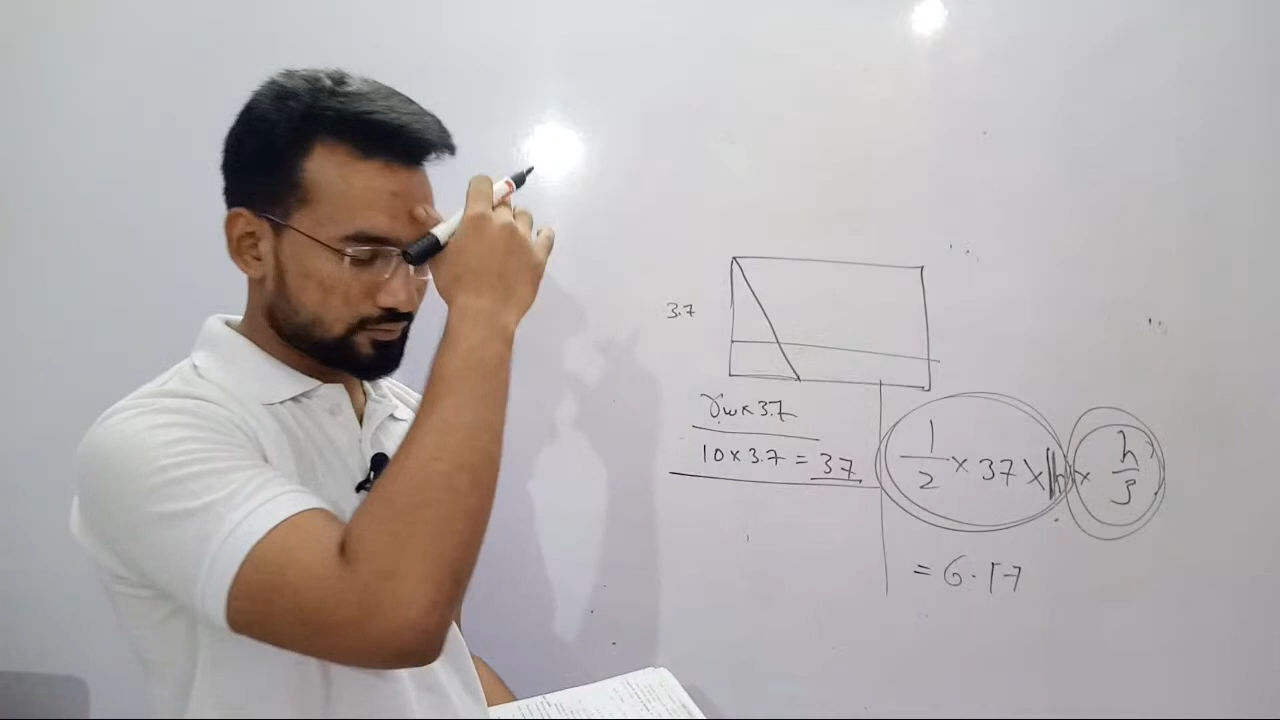 3.7
γw × 3.7
10 × 3.7 = 37
1/2 × 37 × h × h/3
= 6.17